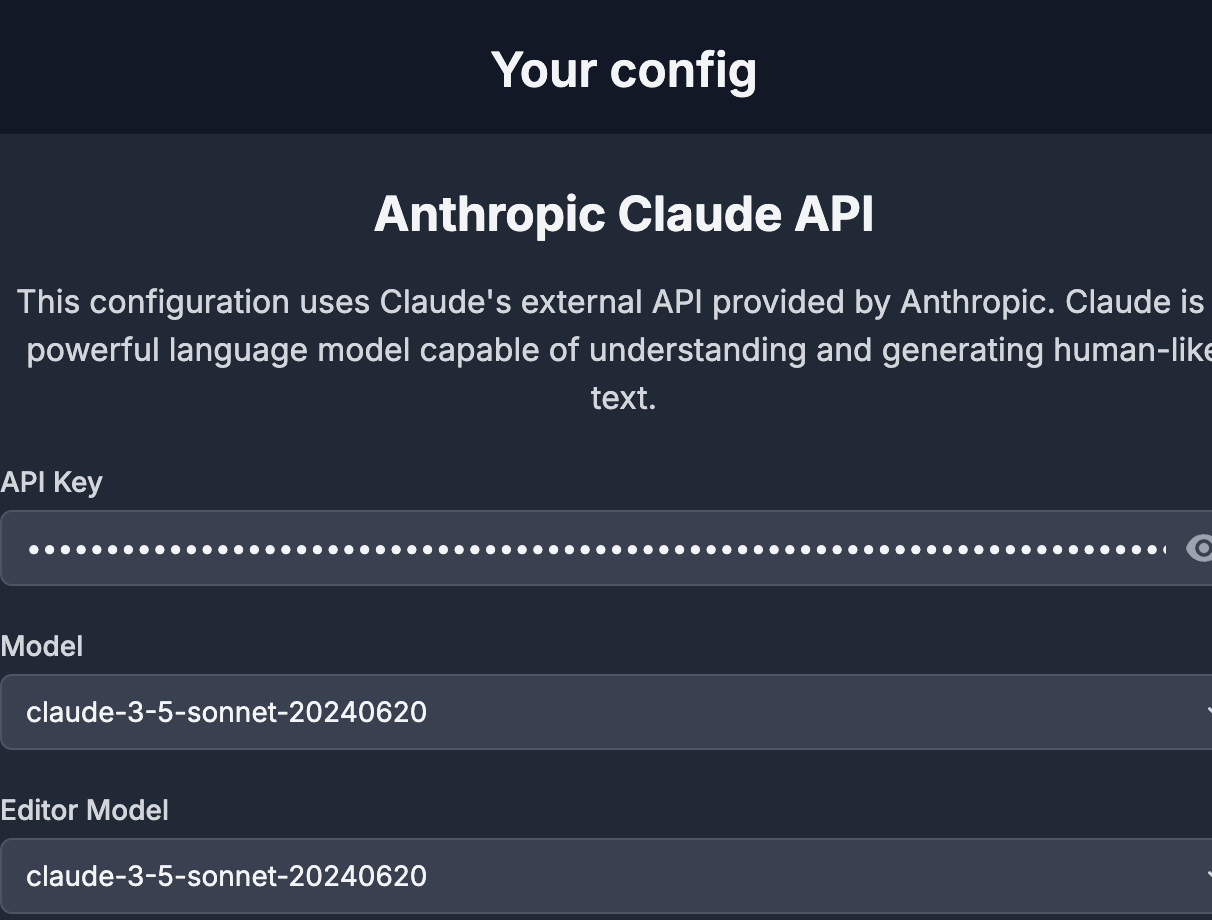 Your config
Anthropic Claude API
This configuration uses Claude's external API provided by Anthropic. Claude is
powerful language model capable of understanding and generating human-like
text.
API Key
Model
claude-3-5-sonnet-20240620
Editor Model
claude-3-5-sonnet-20240620